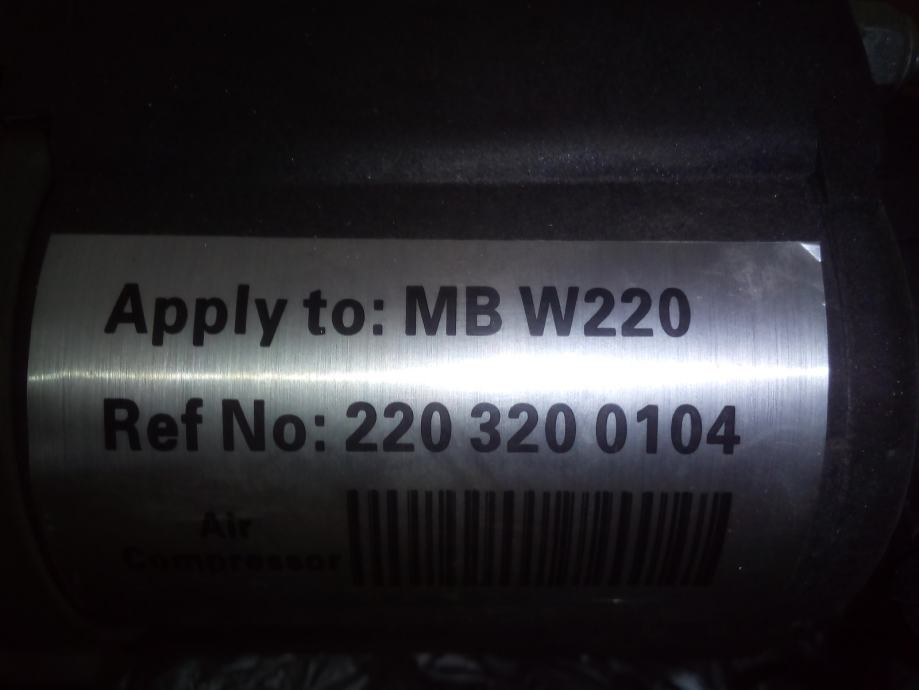 Apply to: MB W220
Ref No: 220 320 0104
Air
Compressor